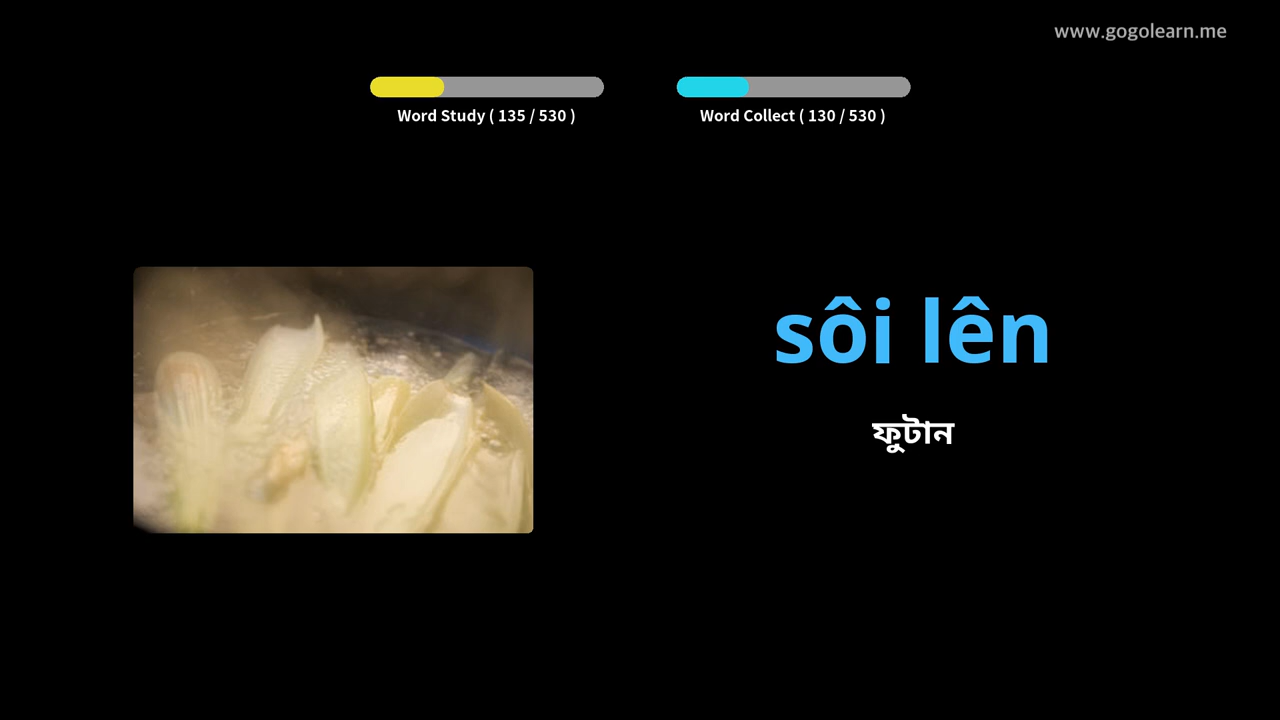 www.gogolearn.me
Word Study ( 135 / 530 )
Word Collect ( 130 / 530 )
sôi lên
ফুটান